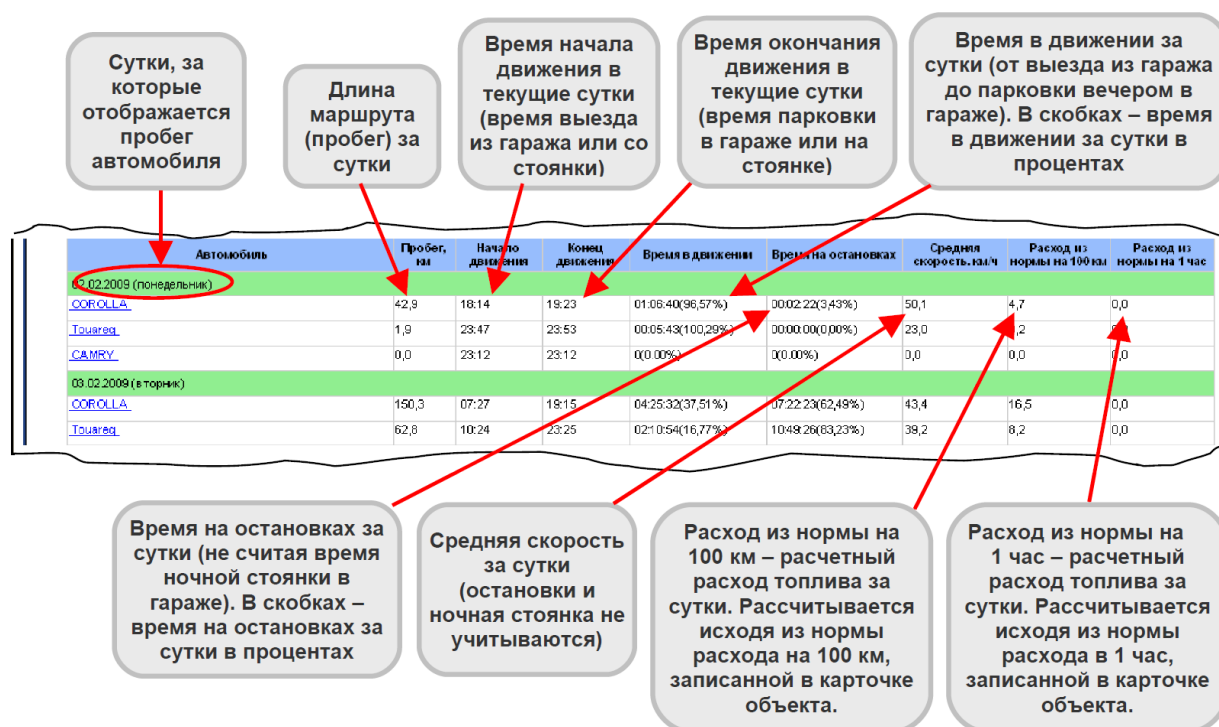 Сутки, за
которые
отображается
пробег
автомобиля
Длина
маршрута
(пробег) за
сутки
Время начала
движения в
текущие сутки
(время выезда
из гаража или со
стоянки)
Время окончания
движения в
текущие сутки
(время парковки
в гараже или на
стоянке)
Время в движении за
сутки (от выезда из гаража
до парковки вечером в
гараже). В скобках – время
в движении за сутки в
процентах
Автомобиль Пробег, км Начало движения Конец движения Время в движении Время на остановках Средняя скорость. км/ч Расход из нормы на 100 км Расход из нормы на 1 час
02.02.2009 (понедельник)
COROLLA 42,9 18:14 19:23 01:06:40(96,57%) 00:02:22(3,43%) 50,1 4,7 0,0
Touareq 1,9 23:47 23:53 00:05:43(100,29%) 00:00:00(0,00%) 23,0
CAMRY 0,0 23:12 23:12 0(0.00%) 0(0.00%) 0,0 0,0 0,0
03.02.2009 (вторник)
COROLLA 150,3 07:27 19:15 04:25:32(37,51%) 07:22:23(62,49%) 43,4 16,5 0,0
Touareq 62,8 10:24 23:25 02:10:54(16,77%) 10:49:26(83,23%) 39,2 8,2 0,0
Время на остановках за
сутки (не считая время
ночной стоянки в
гараже). В скобках –
время на остановках за
сутки в процентах
Средняя скорость
за сутки
(остановки и
ночная стоянка не
учитываются)
Расход из нормы на
100 км – расчетный
расход топлива за
сутки. Рассчитывается
исходя из нормы
расхода на 100 км,
записанной в карточке
объекта.
Расход из нормы на
1 час – расчетный
расход топлива за
сутки. Рассчитывается
исходя из нормы
расхода в 1 час,
записанной в карточке
объекта.